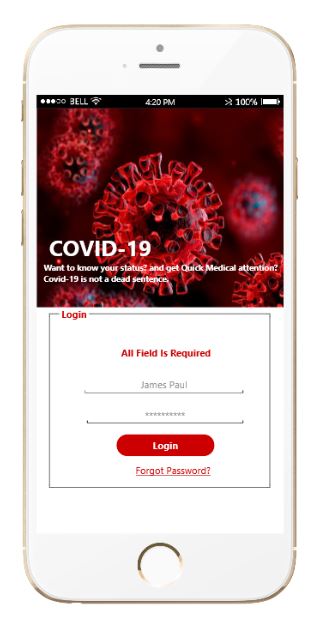 BELL 4:20 PM 100%
COVID-19
Want to know your status? and get Quick Medical attention?
Covid-19 is not a dead sentence.
Login
All Field Is Required
James Paul
**********
Login
Forgot Password?